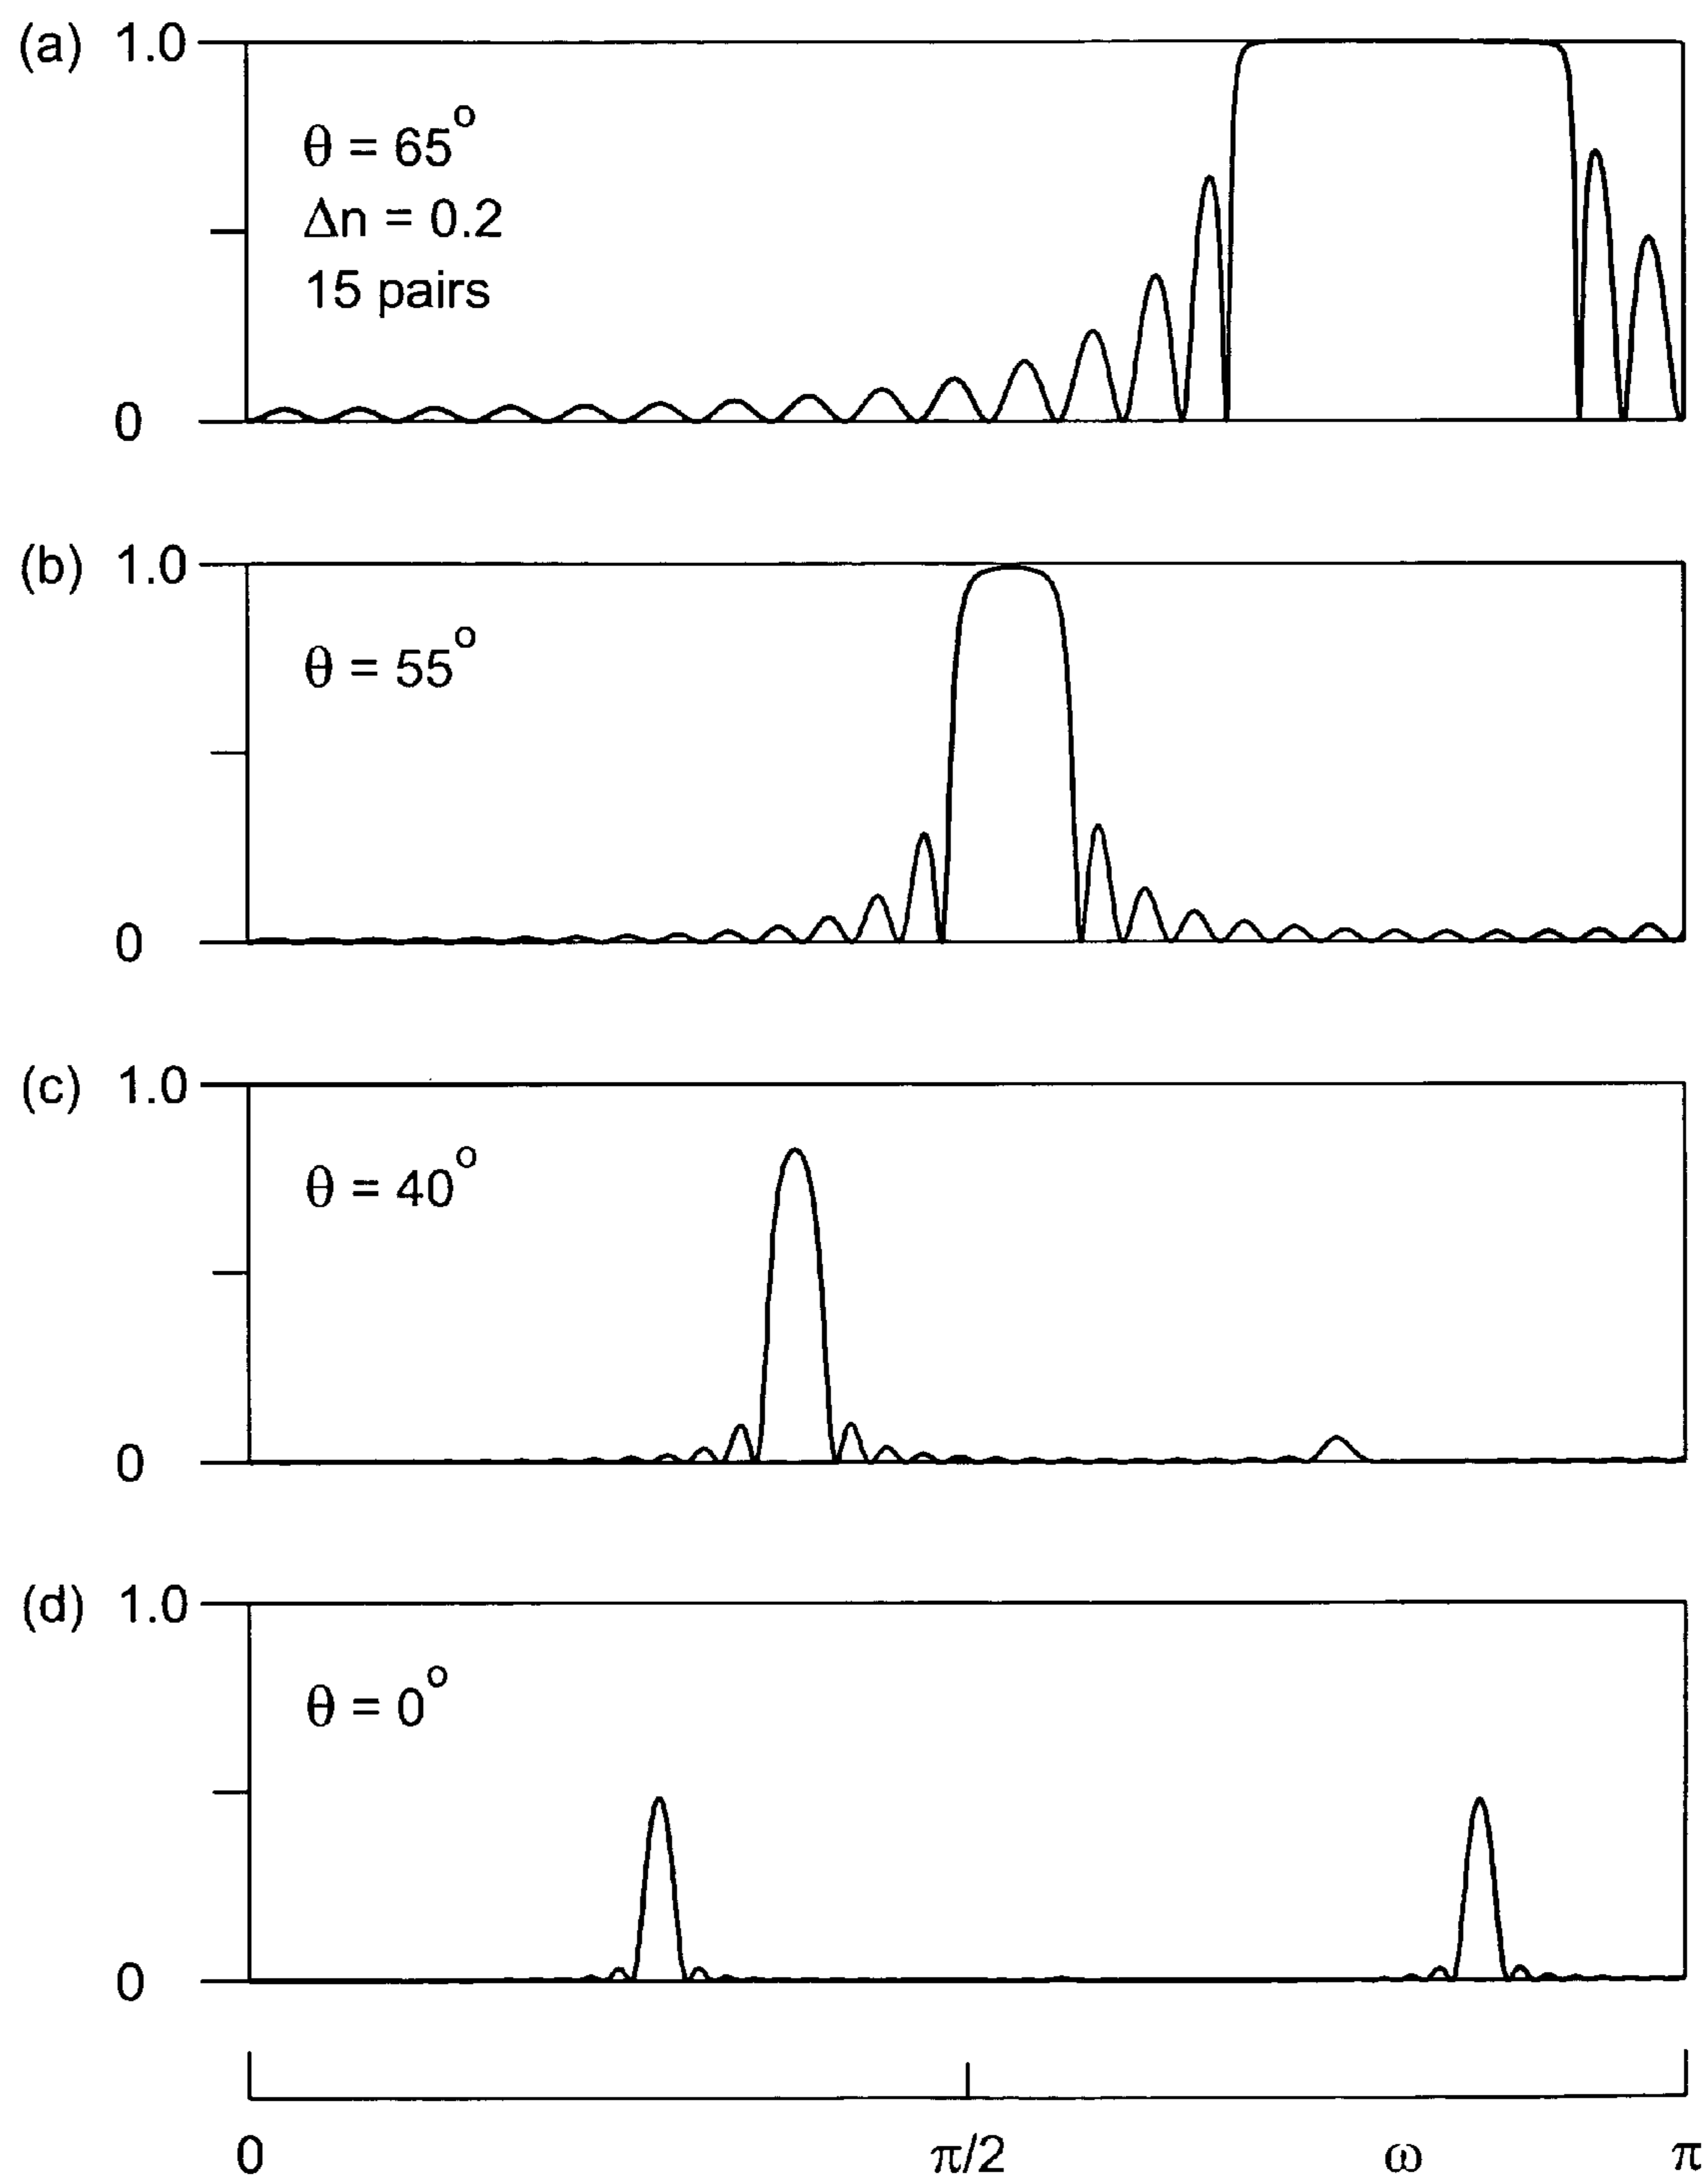 (a) 1.0
θ = 65°
Δn = 0.2
15 pairs
0
(b) 1.0
θ = 55°
0
(c) 1.0
θ = 40°
0
(d) 1.0
θ = 0°
0
0 π/2 ω π